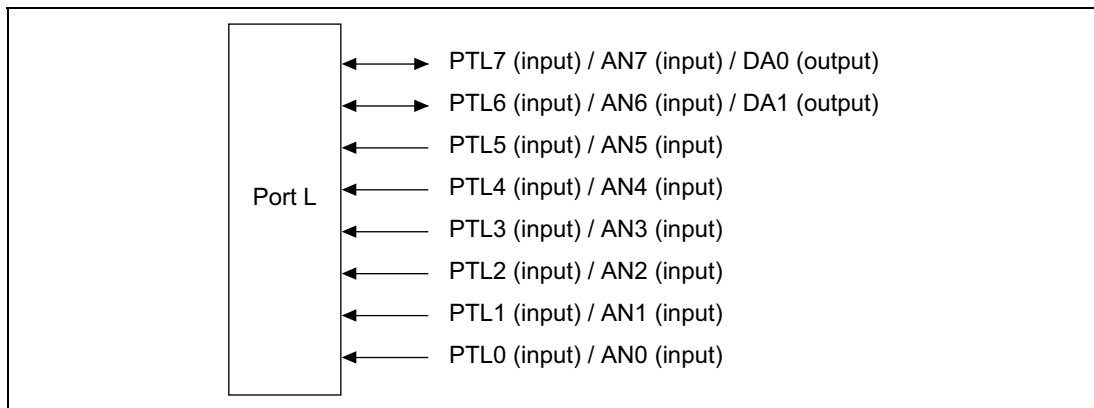 Port L
PTL7 (input) / AN7 (input) / DA0 (output)
PTL6 (input) / AN6 (input) / DA1 (output)
PTL5 (input) / AN5 (input)
PTL4 (input) / AN4 (input)
PTL3 (input) / AN3 (input)
PTL2 (input) / AN2 (input)
PTL1 (input) / AN1 (input)
PTL0 (input) / AN0 (input)